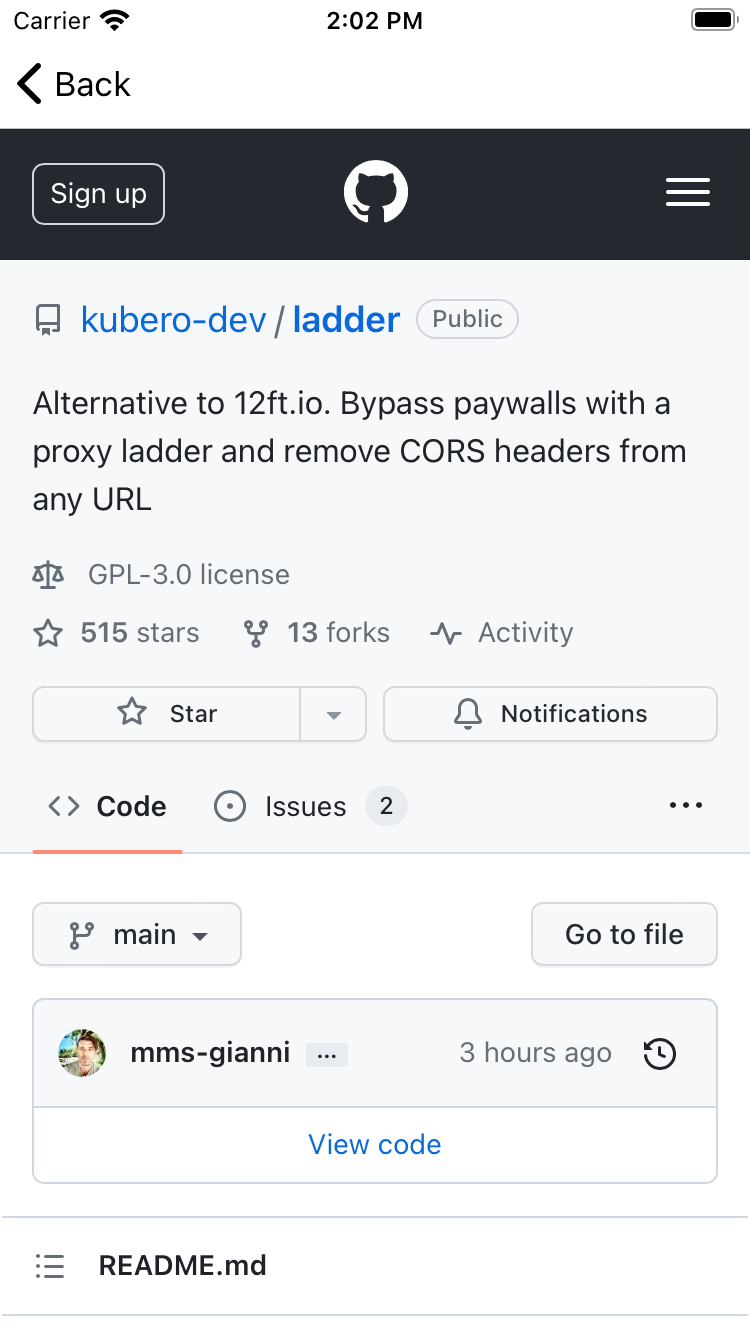 Carrier 2:02 PM
Back
Sign up
kubero-dev / ladder Public
Alternative to 12ft.io. Bypass paywalls with a
proxy ladder and remove CORS headers from
any URL
GPL-3.0 license
515 stars 13 forks Activity
Star Notifications
Code Issues 2 ...
main Go to file
mms-gianni ... 3 hours ago
View code
README.md